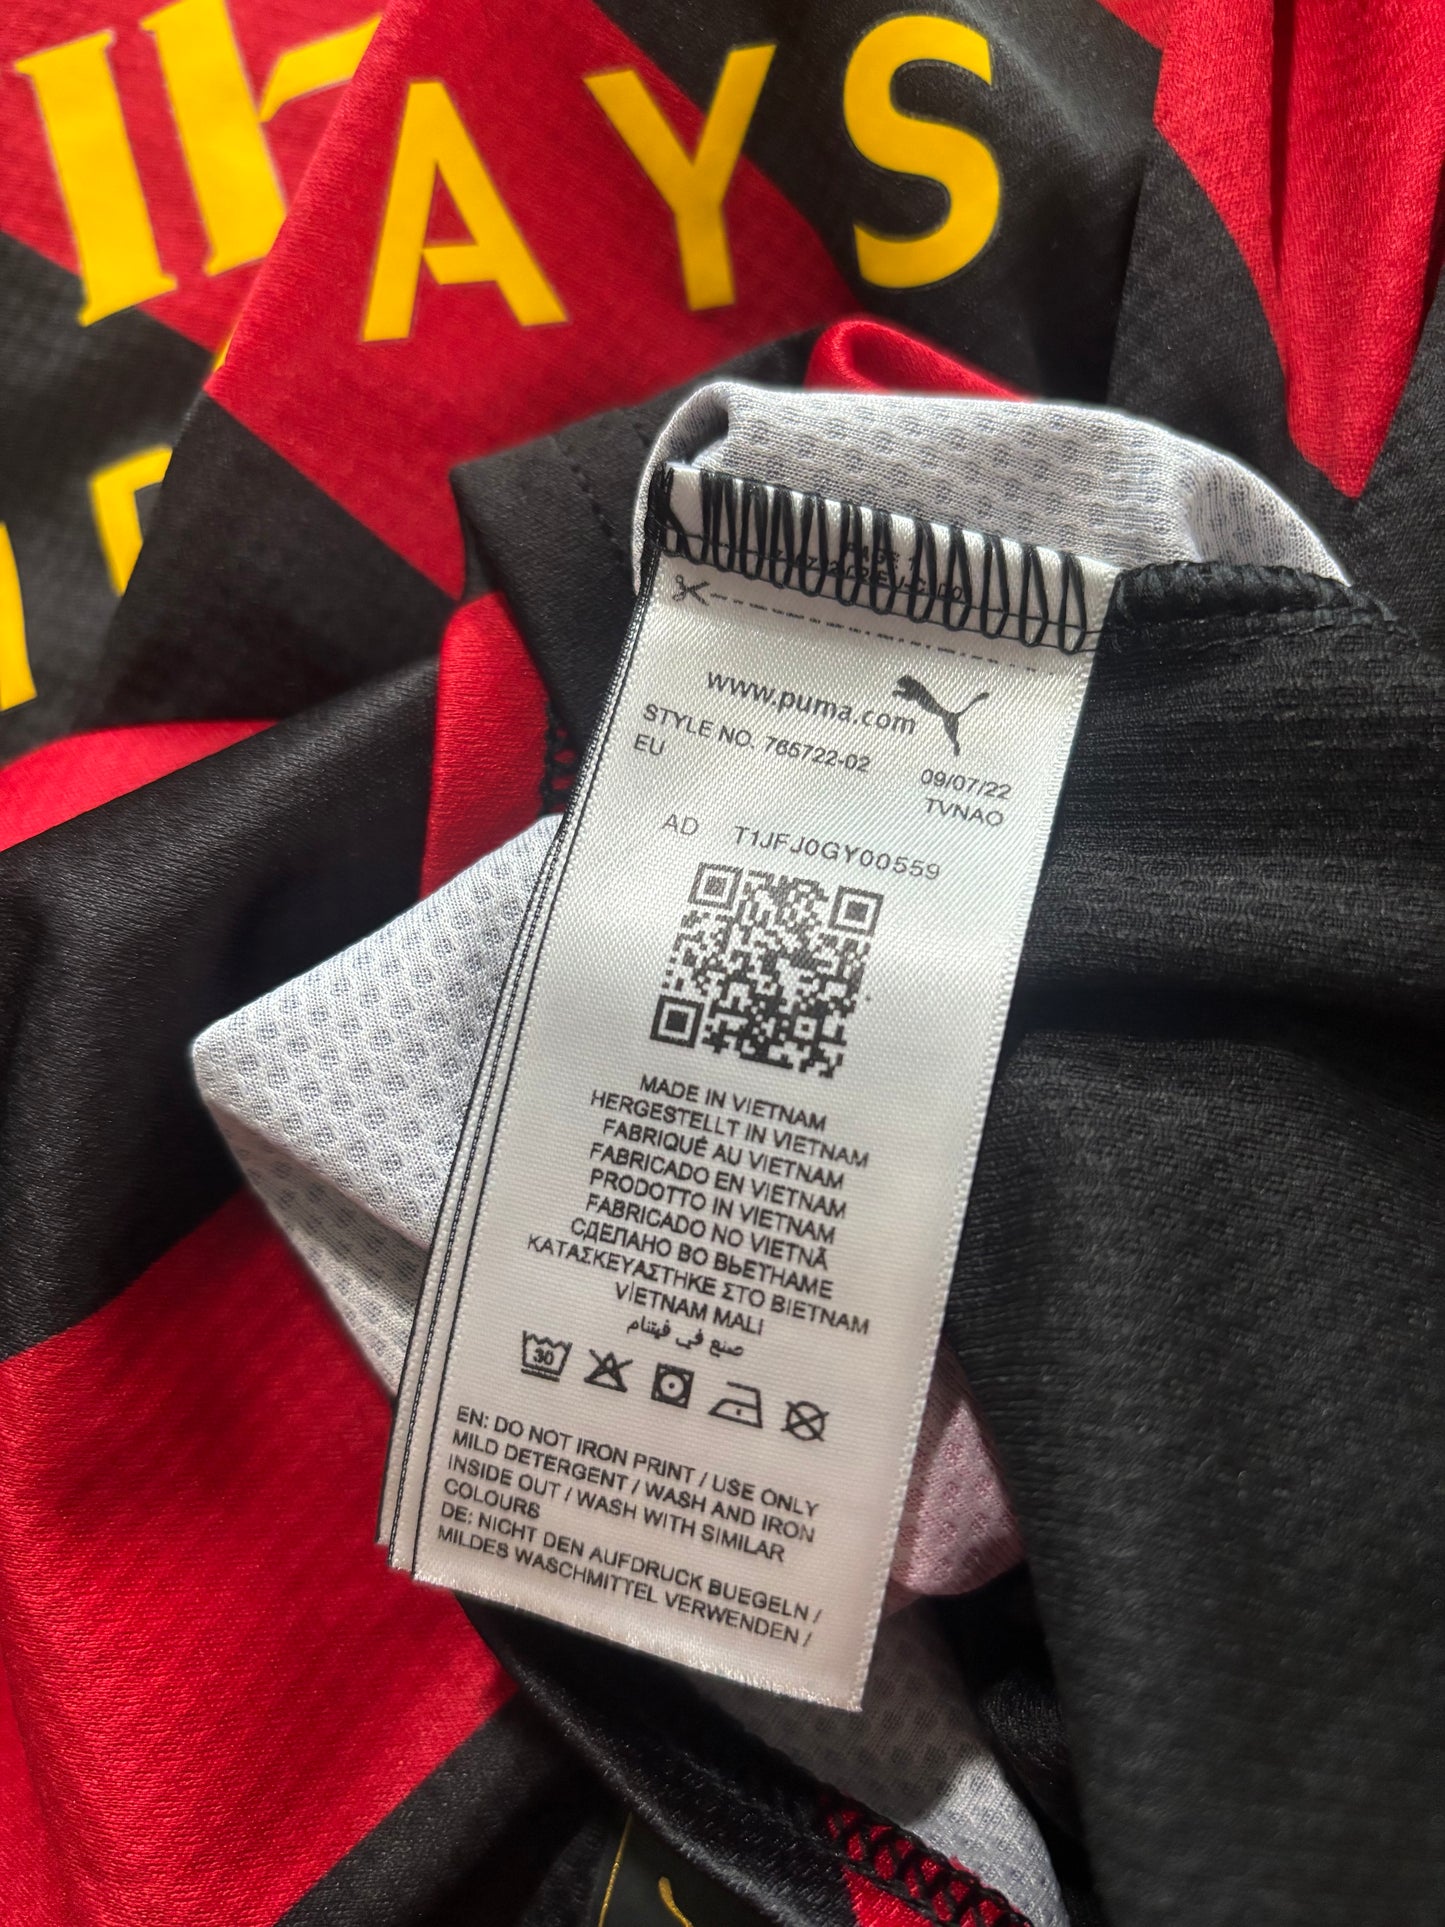 AYS
www.puma.com
STYLE NO. 765722-02
EU
09/07/22
TVNAO
AD T1JFJ0GY00559
MADE IN VIETNAM
HERGESTELLT IN VIETNAM
FABRIQUÉ AU VIETNAM
FABRICADO EN VIETNAM
PRODOTTO IN VIETNAM
FABRICADO NO VIETNÃ
СДЕЛАНО ВО ВЬЕТНАМЕ
ΚΑΤΑΣΚΕΥΑΣΤΗΚΕ ΣΤΟ ΒΙΕΤΝΑΜ
VIETNAM MALI
صنع في فيتنام
30
EN: DO NOT IRON PRINT / USE ONLY
MILD DETERGENT / WASH AND IRON
INSIDE OUT / WASH WITH SIMILAR
COLOURS
DE: NICHT DEN AUFDRUCK BUEGELN /
MILDES WASCHMITTEL VERWENDEN /